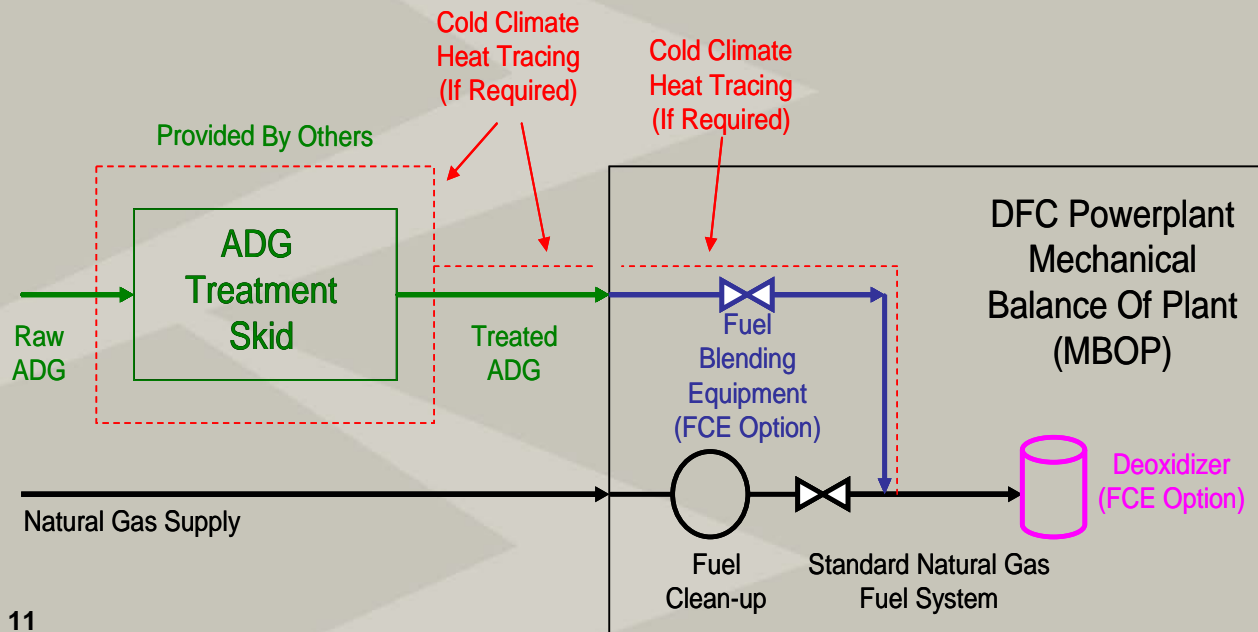 Cold Climate
Heat Tracing
(If Required)
Cold Climate
Heat Tracing
(If Required)
Provided By Others
ADG
Treatment
Skid
DFC Powerplant
Mechanical
Balance Of Plant
(MBOP)
Raw
ADG
Treated
ADG
Fuel
Blending
Equipment
(FCE Option)
Deoxidizer
(FCE Option)
Natural Gas Supply
Fuel
Clean-up
Standard Natural Gas
Fuel System
11